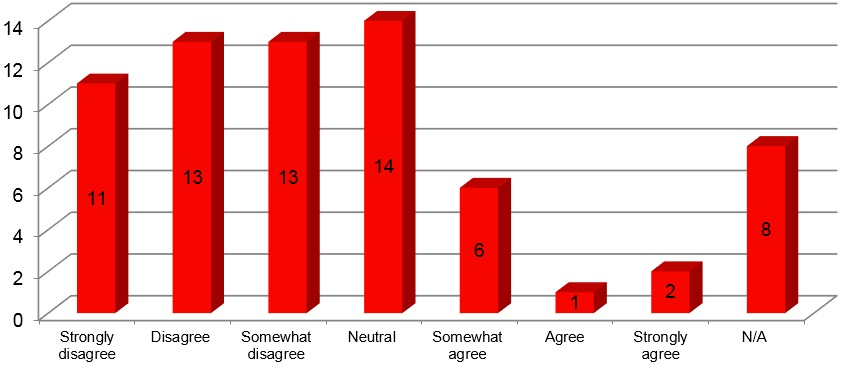 14
12
10
8
6
4
2
0
11
13
13
14
6
1
2
8
Strongly
disagree
Disagree
Somewhat
disagree
Neutral
Somewhat
agree
Agree
Strongly
agree
N/A